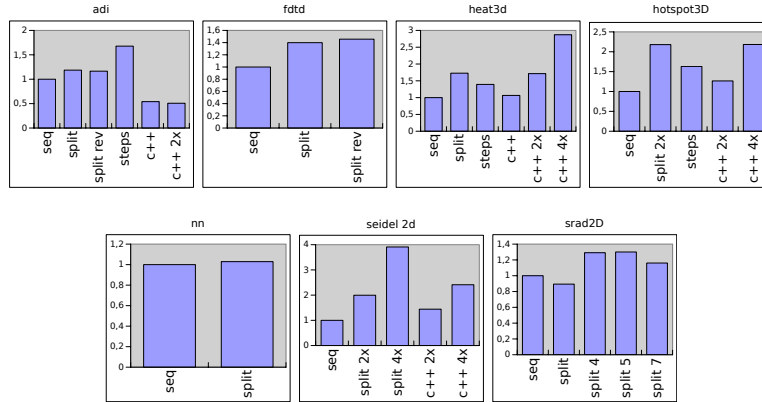 adi
2
1,5
1
0,5
0
seq
split
split rev
steps
c++
c++ 2x
fdtd
1,6
1,4
1,2
1,0
0,8
0,6
0,4
0,2
0
seq
split
split rev
heat3d
3
2,5
2
1,5
1
0,5
0
seq
split
steps
c++
c++ 2x
c++ 4x
hotspot3D
2,5
2
1,5
1
0,5
0
seq
split 2x
steps
c++ 2x
c++ 4x
nn
1,2
1
0,8
0,6
0,4
0,2
0
seq
split
seidel 2d
4
3
2
1
0
seq
split 2x
split 4x
c++ 2x
c++ 4x
srad2D
1,4
1,2
1,0
0,8
0,6
0,4
0,2
0
seq
split
split 4
split 5
split 7